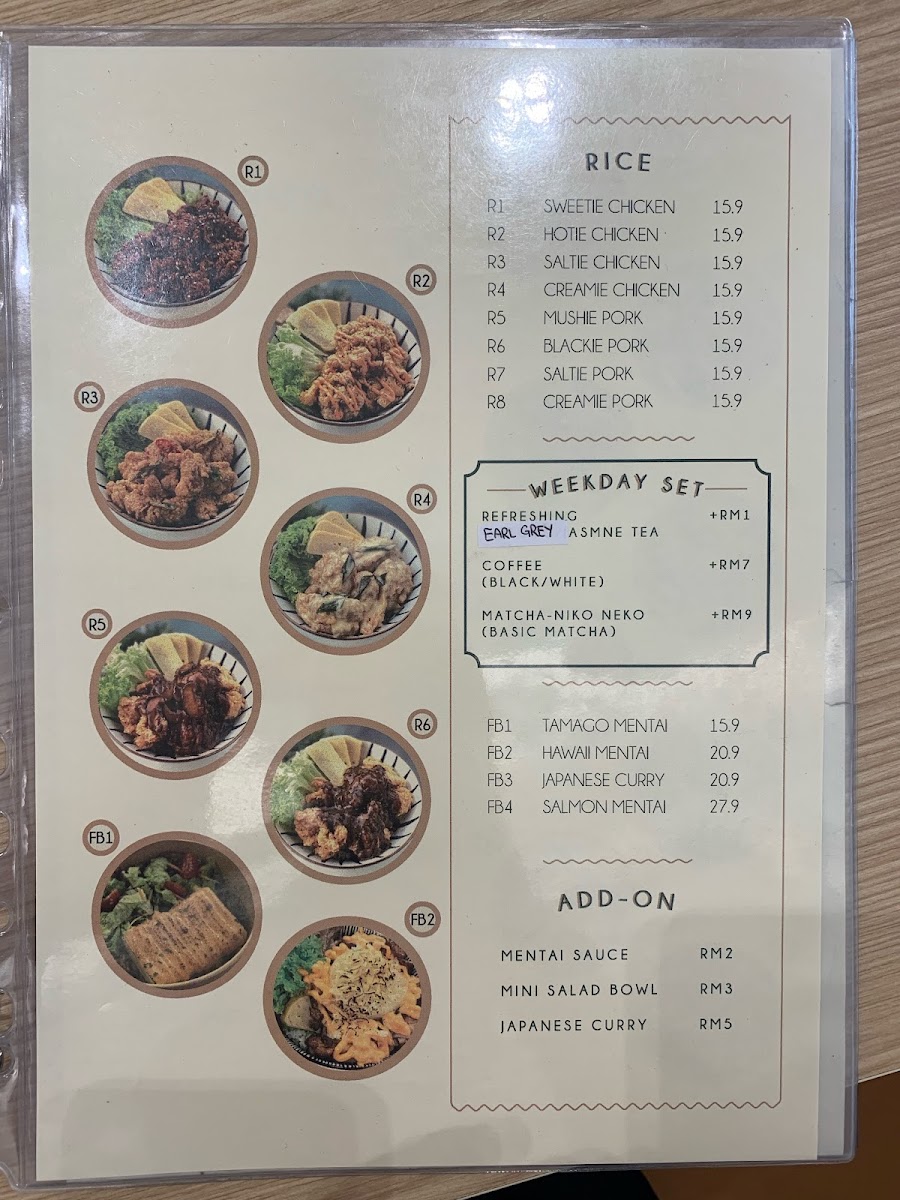 R1
R2
R3
R4
R5
R6
FB1
FB2
RICE
R1 SWEETIE CHICKEN 15.9
R2 HOTIE CHICKEN 15.9
R3 SALTIE CHICKEN 15.9
R4 CREAMIE CHICKEN 15.9
R5 MUSHIE PORK 15.9
R6 BLACKIE PORK 15.9
R7 SALTIE PORK 15.9
R8 CREAMIE PORK 15.9
WEEKDAY SET
REFRESHING +RM1
EARL GREY ASMNE TEA
COFFEE +RM7
(BLACK/WHITE)
MATCHA-NIKO NEKO +RM9
(BASIC MATCHA)
FB1 TAMAGO MENTAI 15.9
FB2 HAWAII MENTAI 20.9
FB3 JAPANESE CURRY 20.9
FB4 SALMON MENTAI 27.9
ADD-ON
MENTAI SAUCE RM2
MINI SALAD BOWL RM3
JAPANESE CURRY RM5